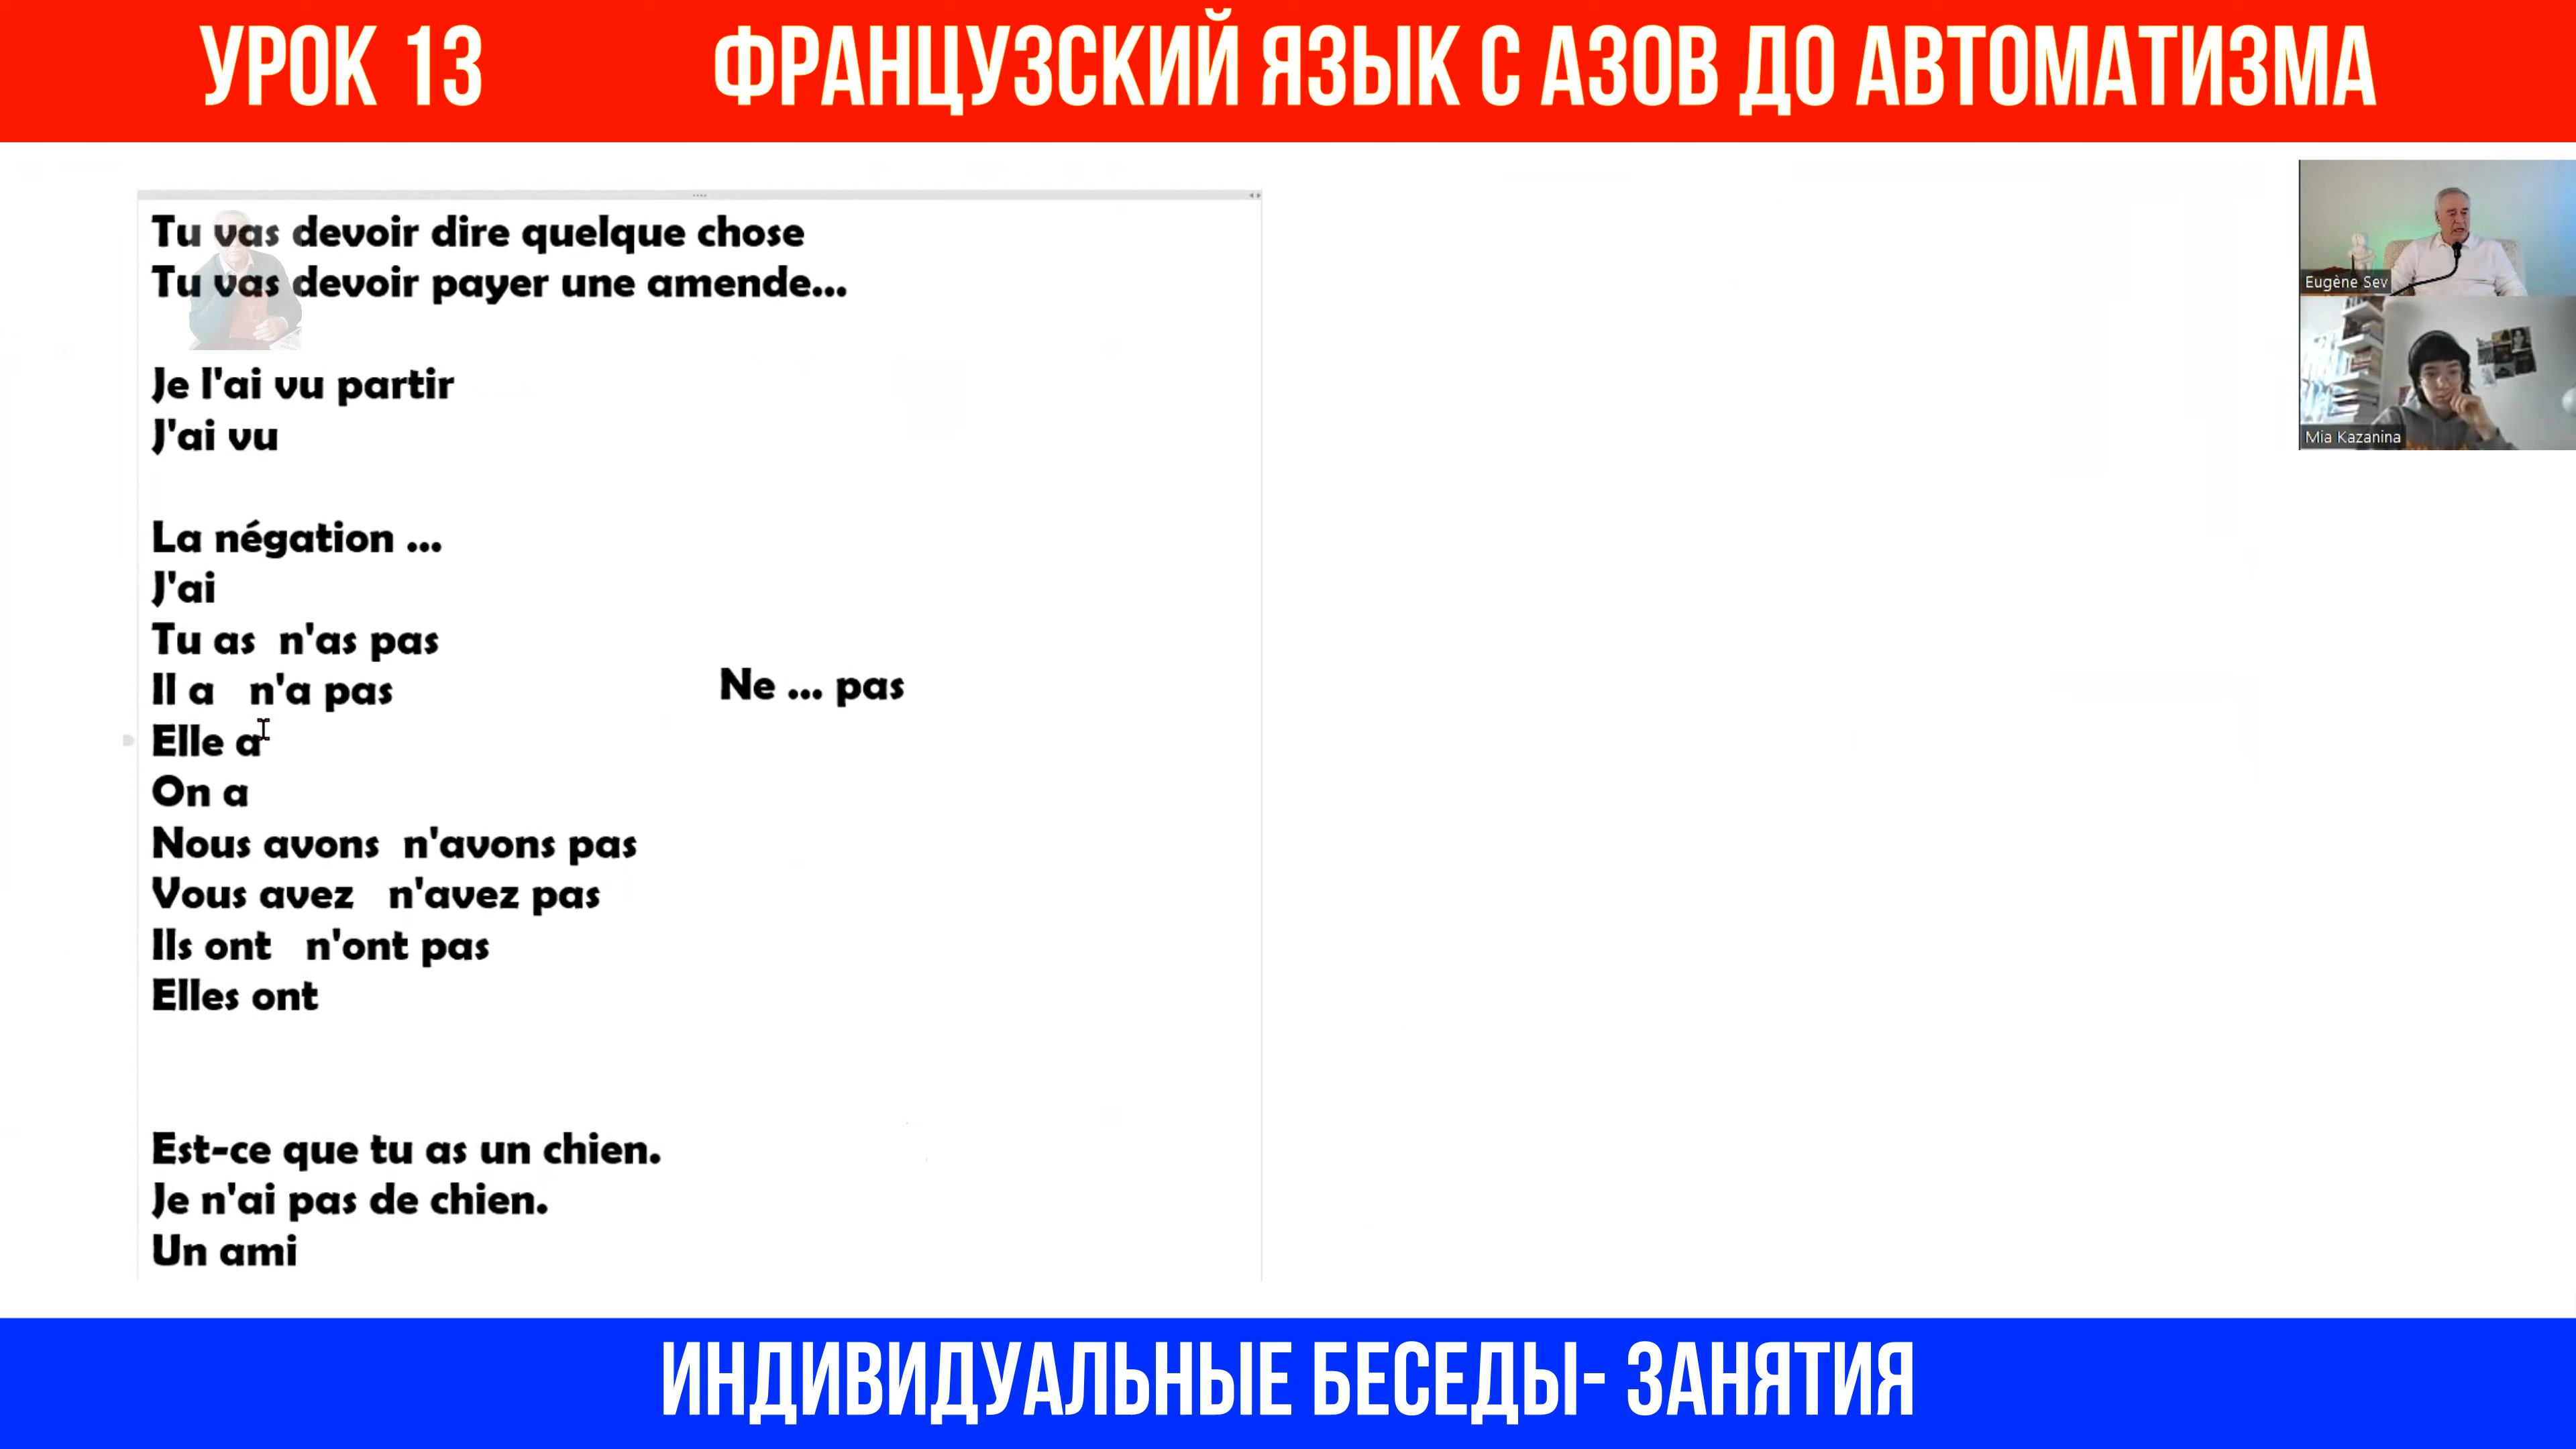 УРОК 13 ФРАНЦУЗСКИЙ ЯЗЫК С АЗОВ ДО АВТОМАТИЗМА
Tu vas devoir dire quelque chose
Tu vas devoir payer une amende...
Je l'ai vu partir
J'ai vu
La négation ...
J'ai
Tu as n'as pas
Il a n'a pas
Ne ... pas
Elle a
On a
Nous avons n'avons pas
Vous avez n'avez pas
Ils ont n'ont pas
Elles ont
Est-ce que tu as un chien.
Je n'ai pas de chien.
Un ami
Eugène Sev
Mia Kazanina
ИНДИВИДУАЛЬНЫЕ БЕСЕДЫ- ЗАНЯТИЯ